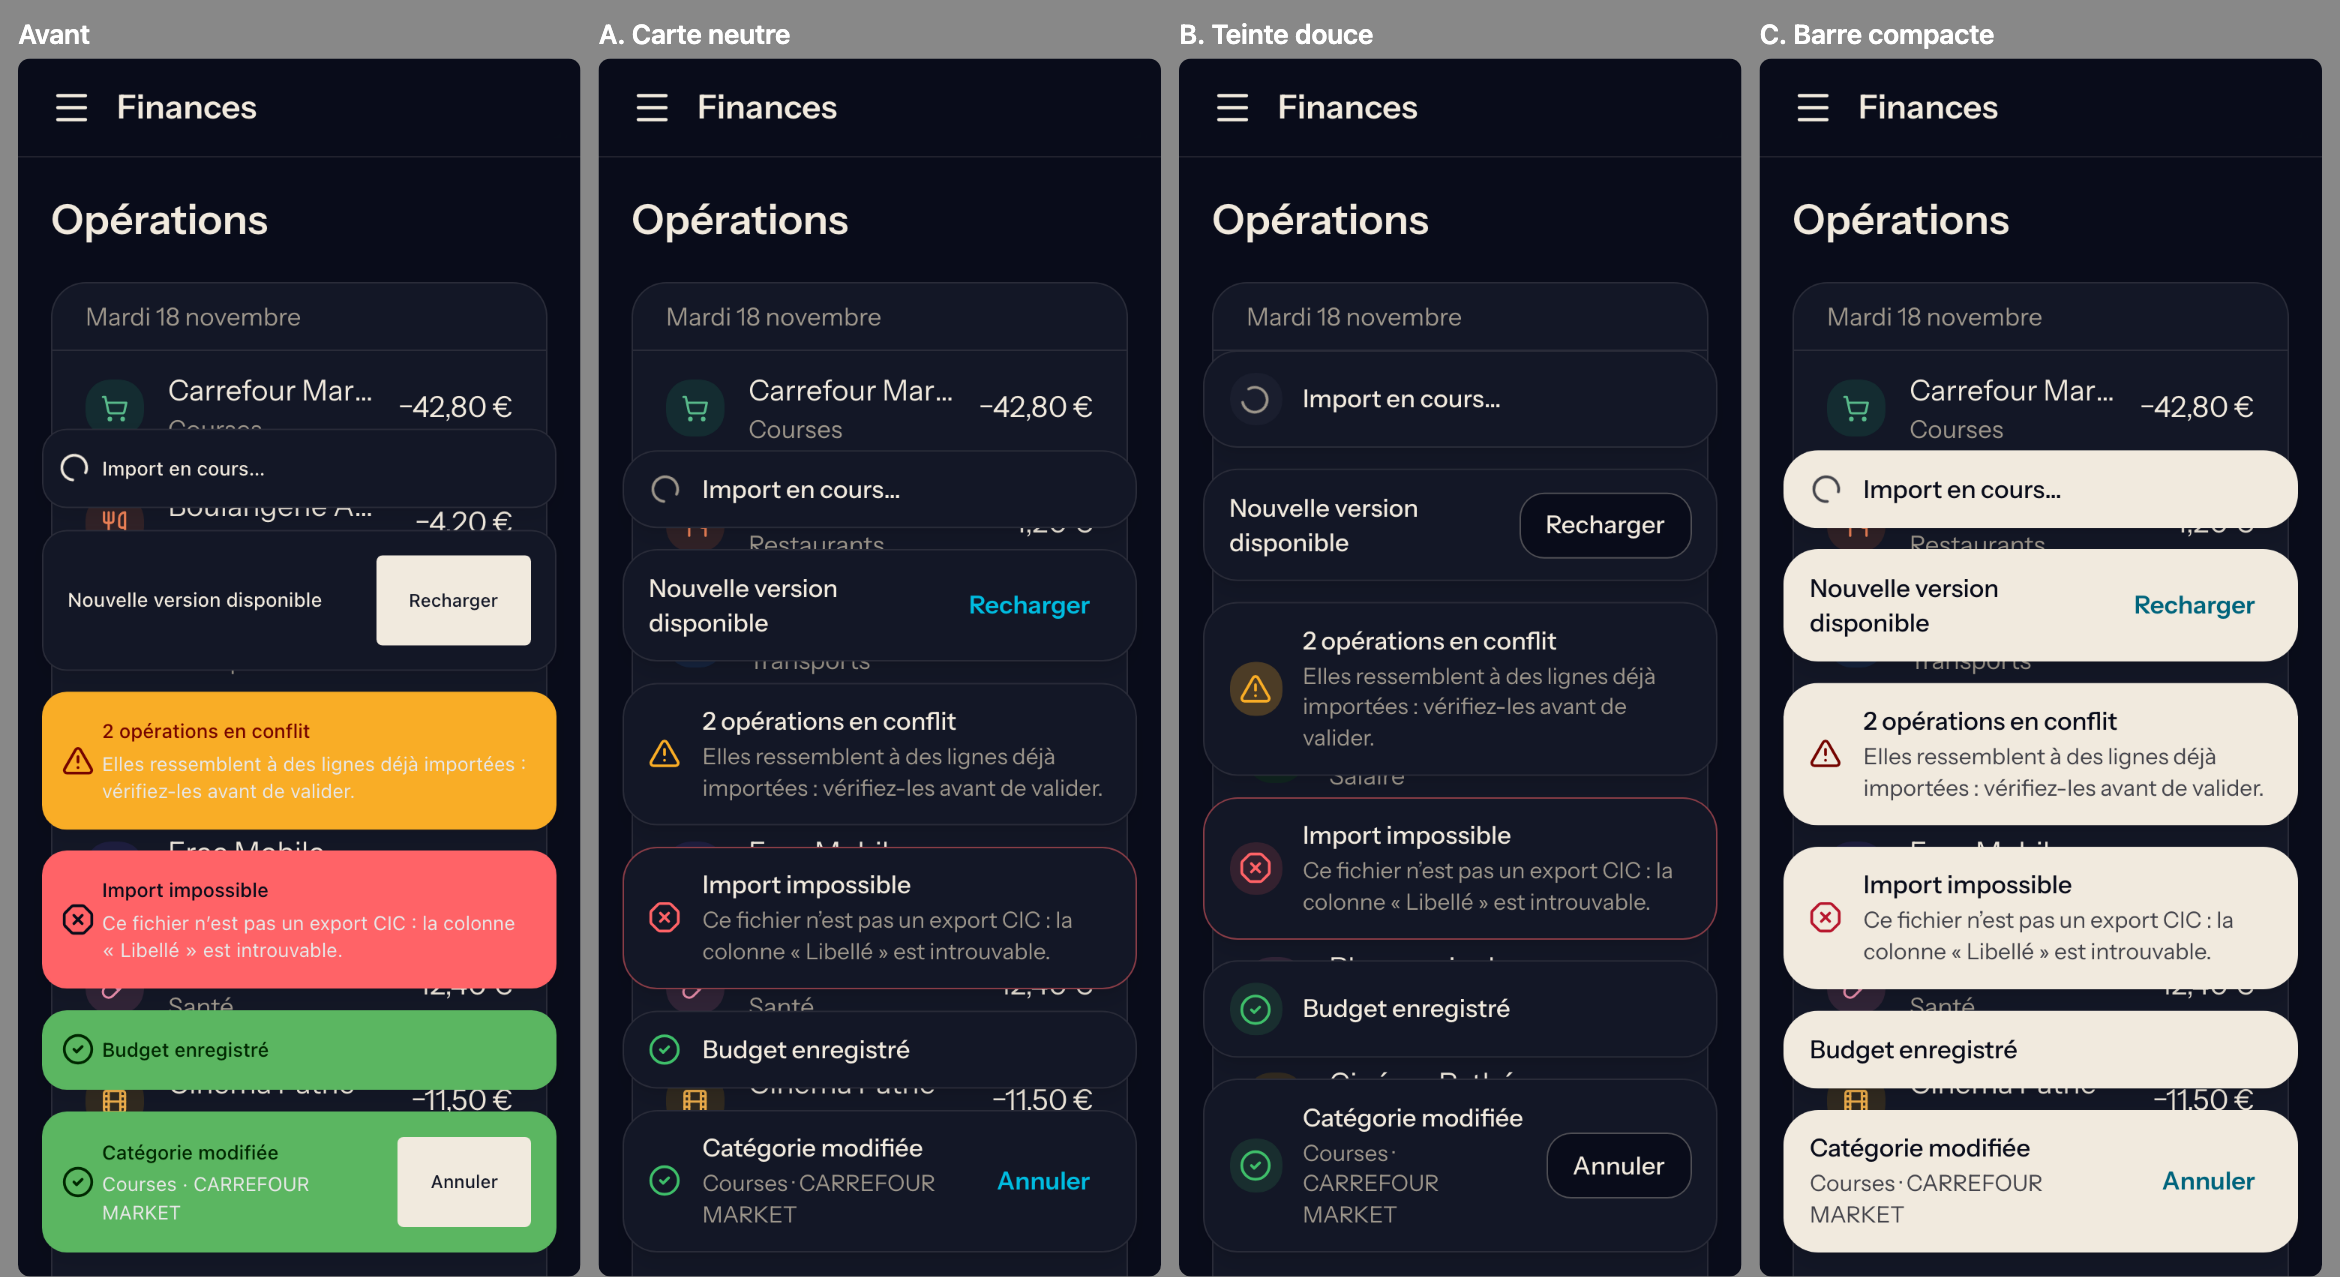 Avant
Finances
Opérations
Mardi 18 novembre
Carrefour Mar...
−42,80 €
Courses
Import en cours...
Boulangerie A...
−4,20 €
Nouvelle version disponible
Recharger
2 opérations en conflit
Elles ressemblent à des lignes déjà importées :
vérifiez-les avant de valider.
Free Mobile
Import impossible
Ce fichier n’est pas un export CIC : la colonne
« Libellé » est introuvable.
Santé
Budget enregistré
−11,50 €
Catégorie modifiée
Courses · CARREFOUR
MARKET
Annuler
A. Carte neutre
Finances
Opérations
Mardi 18 novembre
Carrefour Mar...
−42,80 €
Courses
Import en cours...
Restaurants
Nouvelle version
disponible
Recharger
Transports
2 opérations en conflit
Elles ressemblent à des lignes déjà
importées : vérifiez-les avant de valider.
Import impossible
Ce fichier n’est pas un export CIC : la
colonne « Libellé » est introuvable.
Santé
Budget enregistré
−11,50 €
Catégorie modifiée
Courses · CARREFOUR
MARKET
Annuler
B. Teinte douce
Finances
Opérations
Mardi 18 novembre
Import en cours...
Nouvelle version
disponible
Recharger
2 opérations en conflit
Elles ressemblent à des lignes déjà
importées : vérifiez-les avant de
valider.
Salaire
Import impossible
Ce fichier n’est pas un export CIC : la
colonne « Libellé » est introuvable.
Budget enregistré
Catégorie modifiée
Courses ·
CARREFOUR
MARKET
Annuler
C. Barre compacte
Finances
Opérations
Mardi 18 novembre
Carrefour Mar...
−42,80 €
Courses
Import en cours...
Restaurants
Nouvelle version
disponible
Recharger
Transports
2 opérations en conflit
Elles ressemblent à des lignes déjà
importées : vérifiez-les avant de valider.
Import impossible
Ce fichier n’est pas un export CIC : la
colonne « Libellé » est introuvable.
Santé
Budget enregistré
−11,50 €
Catégorie modifiée
Courses · CARREFOUR
MARKET
Annuler